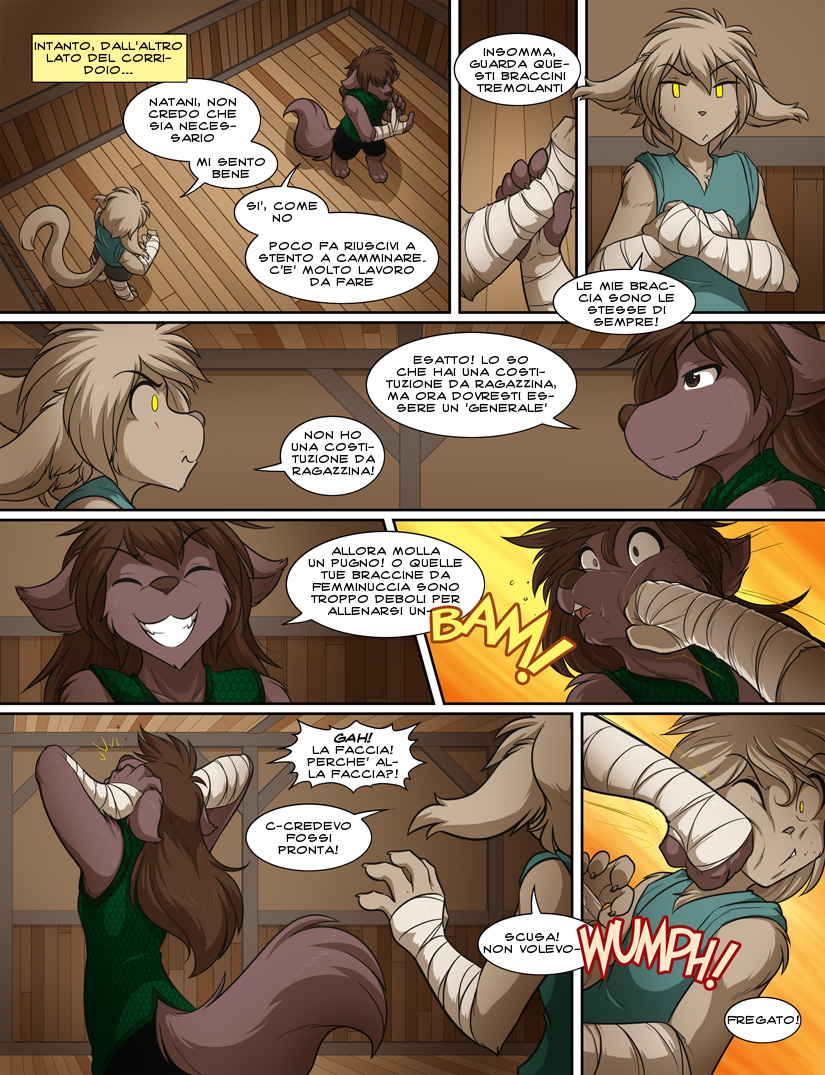 INTANTO, DALL'ALTRO
LATO DEL CORRI-
DOIO...
NATANI, NON
CREDO CHE
SIA NECES-
SARIO
MI SENTO
BENE
SI', COME
NO
POCO FA RIUSCIVI A
STENTO A CAMMINARE.
C'E' MOLTO LAVORO
DA FARE
INSOMMA,
GUARDA QUE-
STI BRACCINI
TREMOLANTI
LE MIE BRAC-
CIA SONO LE
STESSE DI
SEMPRE!
ESATTO! LO SO
CHE HAI UNA COSTI-
TUZIONE DA RAGAZZINA,
MA ORA DOVRESTI ES-
SERE UN 'GENERALE'
NON HO
UNA COSTI-
TUZIONE DA
RAGAZZINA!
ALLORA MOLLA
UN PUGNO! O QUELLE
TUE BRACCINE DA
FEMMINUCCIA SONO
TROPPO DEBOLI PER
ALLENARSI UN-
BAM!
GAH!
LA FACCIA!
PERCHE' AL-
LA FACCIA?!
C-CREDEVO
FOSSI
PRONTA!
SCUSA!
NON VOLEVO-
WUMPH!
FREGATO!